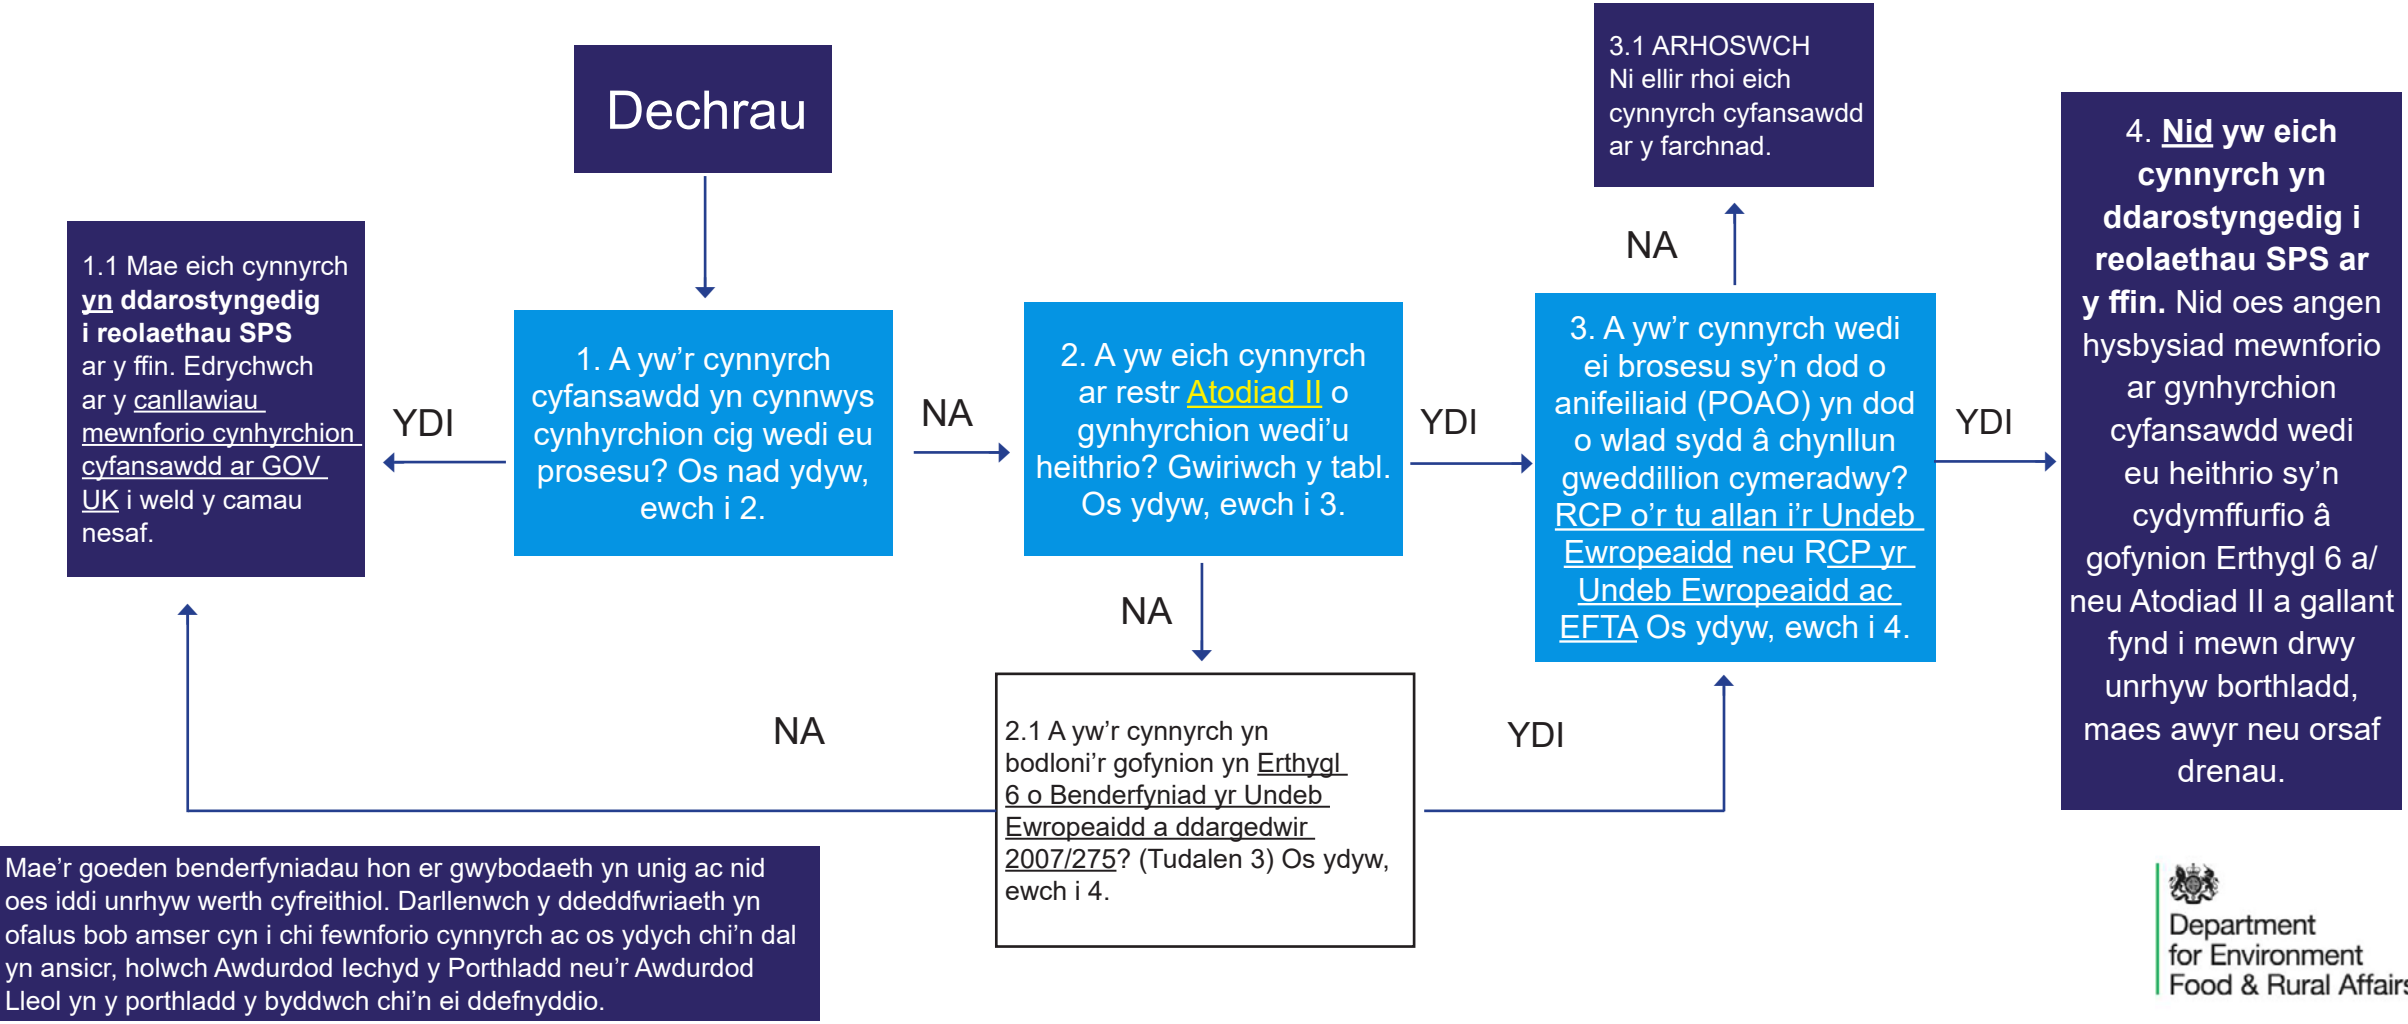 Dechrau
3.1 ARHOSWCH
Ni ellir rhoi eich
cynnyrch cyfansawdd
ar y farchnad.
1.1 Mae eich cynnyrch
yn ddarostyngedig
i reolaethau SPS
ar y ffin. Edrychwch
ar y canllawiau
mewnforio cynhyrchion
cyfansawdd ar GOV
UK i weld y camau
nesaf.
YDI
1. A yw'r cynnyrch
cyfansawdd yn cynnwys
cynhyrchion cig wedi eu
prosesu? Os nad ydyw,
ewch i 2.
NA
2. A yw eich cynnyrch
ar restr Atodiad II o
gynhyrchion wedi'u
heithrio? Gwiriwch y tabl.
Os ydyw, ewch i 3.
YDI
NA
3. A yw'r cynnyrch wedi
ei brosesu sy'n dod o
anifeiliaid (POAO) yn dod
o wlad sydd â chynllun
gweddillion cymeradwy?
RCP o'r tu allan i'r Undeb
Ewropeaidd neu RCP yr
Undeb Ewropeaidd ac
EFTA Os ydyw, ewch i 4.
YDI
4. Nid yw eich
cynnyrch yn
ddarostyngedig i
reolaethau SPS ar
y ffin. Nid oes angen
hysbysiad mewnforio
ar gynhyrchion
cyfansawdd wedi
eu heithrio sy'n
cydymffurfio â
gofynion Erthygl 6 a/
neu Atodiad II a gallant
fynd i mewn drwy
unrhyw borthladd,
maes awyr neu orsaf
drenau.
NA
NA
2.1 A yw'r cynnyrch yn
bodloni'r gofynion yn Erthygl
6 o Benderfyniad yr Undeb
Ewropeaidd a ddargedwir
2007/275? (Tudalen 3) Os ydyw,
ewch i 4.
YDI
Mae'r goeden benderfyniadau hon er gwybodaeth yn unig ac nid
oes iddi unrhyw werth cyfreithiol. Darllenwch y ddeddfwriaeth yn
ofalus bob amser cyn i chi fewnforio cynnyrch ac os ydych chi'n dal
yn ansicr, holwch Awdurdod Iechyd y Porthladd neu'r Awdurdod
Lleol yn y porthladd y byddwch chi'n ei ddefnyddio.
Department
for Environment
Food & Rural Affairs